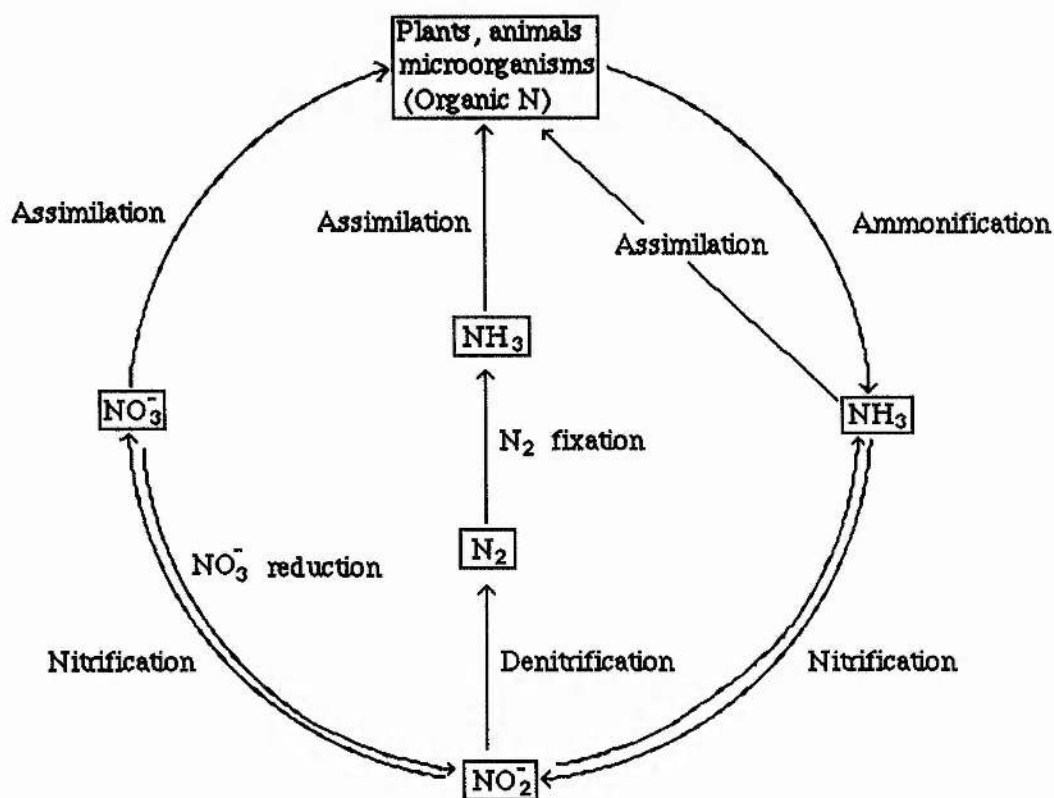 Plants, animals
microorganisms
(Organic N)
Assimilation
Assimilation
Assimilation
Ammonification
NH₃
NO₃⁻
NH₃
N₂ fixation
N₂
NO₃⁻ reduction
Nitrification
Denitrification
Nitrification
NO₂⁻